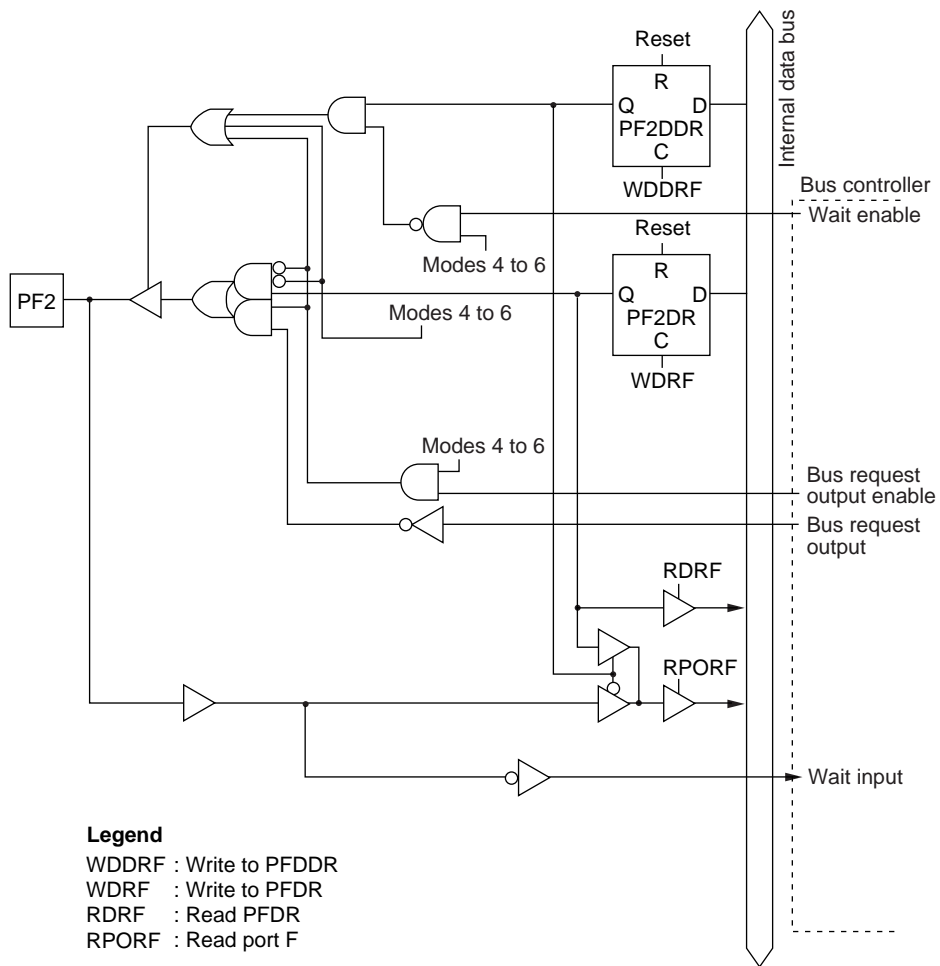 Reset
R
Q D
PF2DDR
C
WDDRF
Internal data bus
Bus controller
Wait enable
Modes 4 to 6
Reset
R
Q D
PF2DR
C
WDRF
PF2
Modes 4 to 6
Modes 4 to 6
Bus request
output enable
Bus request
output
RDRF
RPORF
Wait input
Legend
WDDRF : Write to PFDDR
WDRF : Write to PFDR
RDRF : Read PFDR
RPORF : Read port F